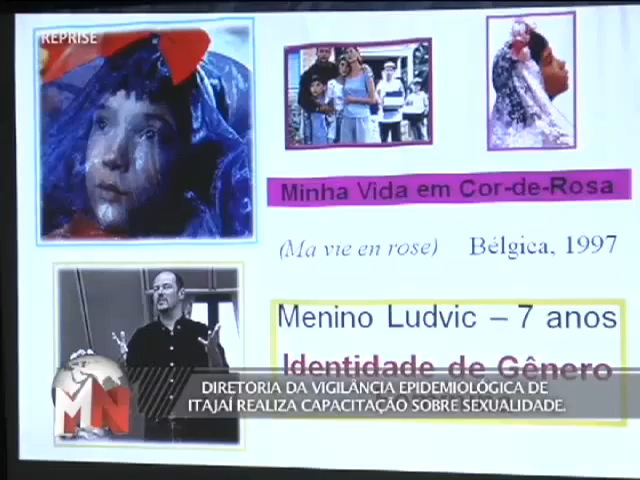 REPRISE
Minha Vida em Cor-de-Rosa
(Ma vie en rose) Bélgica, 1997
Menino Ludvic – 7 anos
Identidade de Gênero
DIRETORIA DA VIGILÂNCIA EPIDEMIOLÓGICA DE
ITAJAÍ REALIZA CAPACITAÇÃO SOBRE SEXUALIDADE.
MN